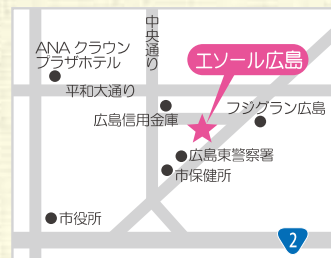 中央通り
ANA クラウン
プラザホテル
エソール広島
平和大通り
フジグラン広島
広島信用金庫
広島東警察署
市保健所
市役所
2